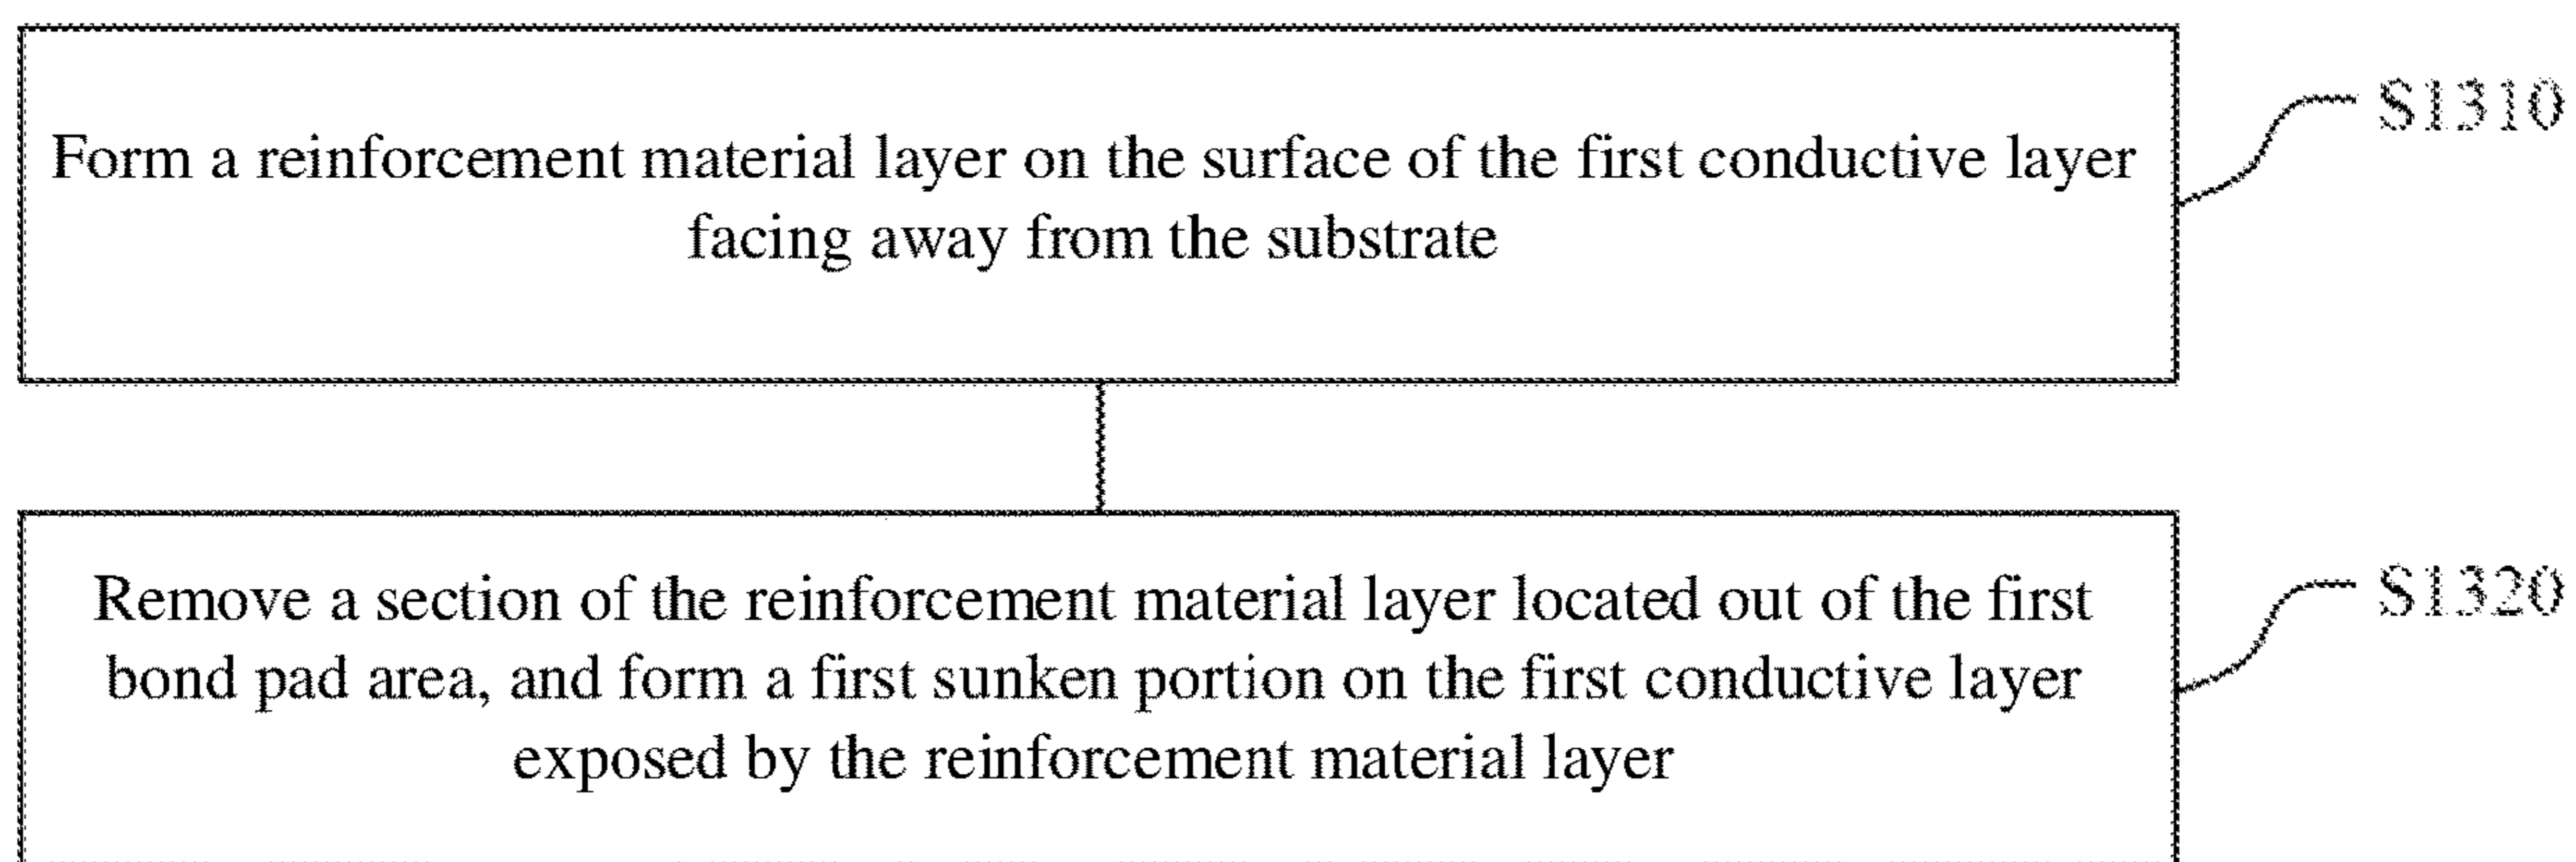 S1310
Form a reinforcement material layer on the surface of the first conductive layer
facing away from the substrate
S1320
Remove a section of the reinforcement material layer located out of the first
bond pad area, and form a first sunken portion on the first conductive layer
exposed by the reinforcement material layer